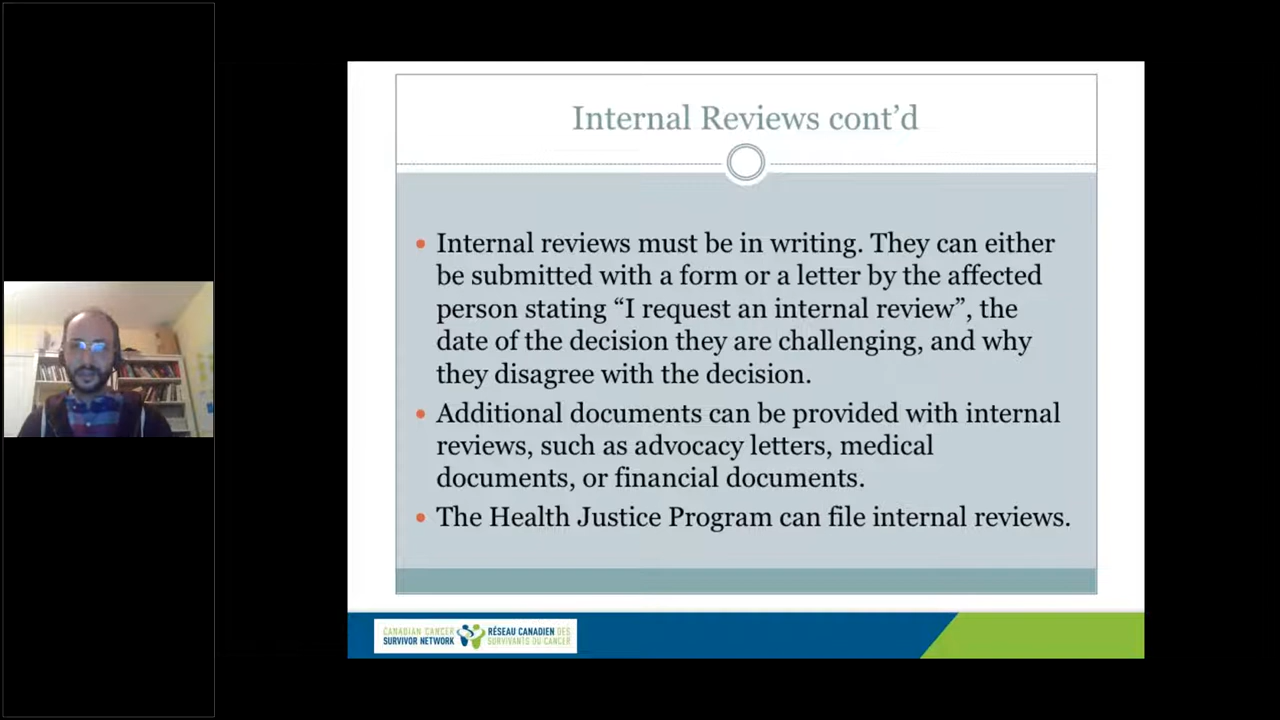 Internal Reviews cont’d
• Internal reviews must be in writing. They can either
be submitted with a form or a letter by the affected
person stating “I request an internal review”, the
date of the decision they are challenging, and why
they disagree with the decision.
• Additional documents can be provided with internal
reviews, such as advocacy letters, medical
documents, or financial documents.
• The Health Justice Program can file internal reviews.
CANADIAN CANCER
SURVIVOR NETWORK
RÉSEAU CANADIEN DES
SURVIVANTS DU CANCER